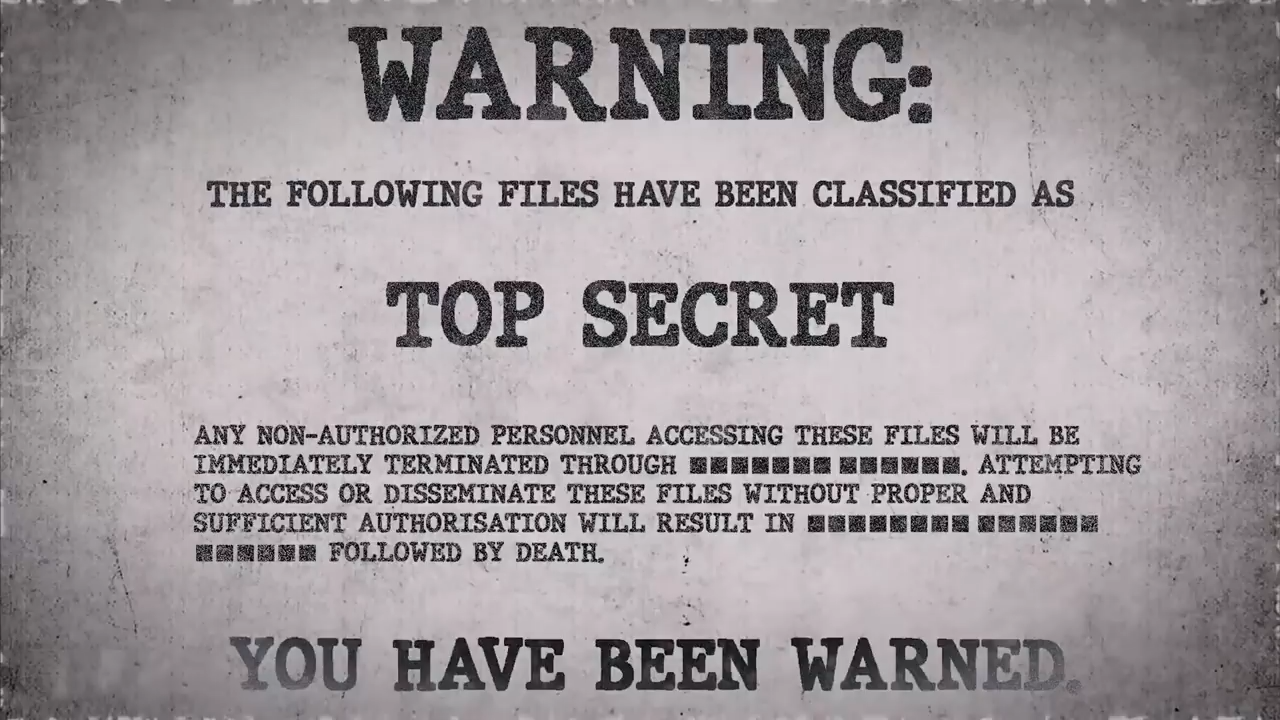 WARNING:
THE FOLLOWING FILES HAVE BEEN CLASSIFIED AS
TOP SECRET
ANY NON-AUTHORIZED PERSONNEL ACCESSING THESE FILES WILL BE
IMMEDIATELY TERMINATED THROUGH ■■■■■■■ ■■■■■■. ATTEMPTING
TO ACCESS OR DISSEMINATE THESE FILES WITHOUT PROPER AND
SUFFICIENT AUTHORISATION WILL RESULT IN ■■■■■■■■ ■■■■■■
■■■■■■ FOLLOWED BY DEATH.
YOU HAVE BEEN WARNED.